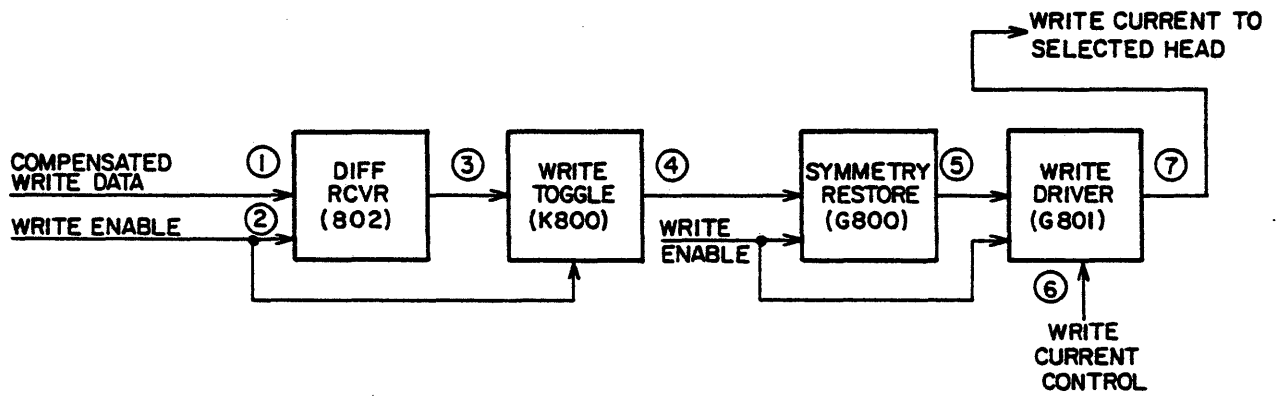 WRITE CURRENT TO
SELECTED HEAD
COMPENSATED
WRITE DATA
①
DIFF
RCVR
(802)
③
WRITE
TOGGLE
(K800)
④
SYMMETRY
RESTORE
(G800)
⑤
WRITE
DRIVER
(G801)
⑦
WRITE ENABLE
②
WRITE
ENABLE
⑥
WRITE
CURRENT
CONTROL